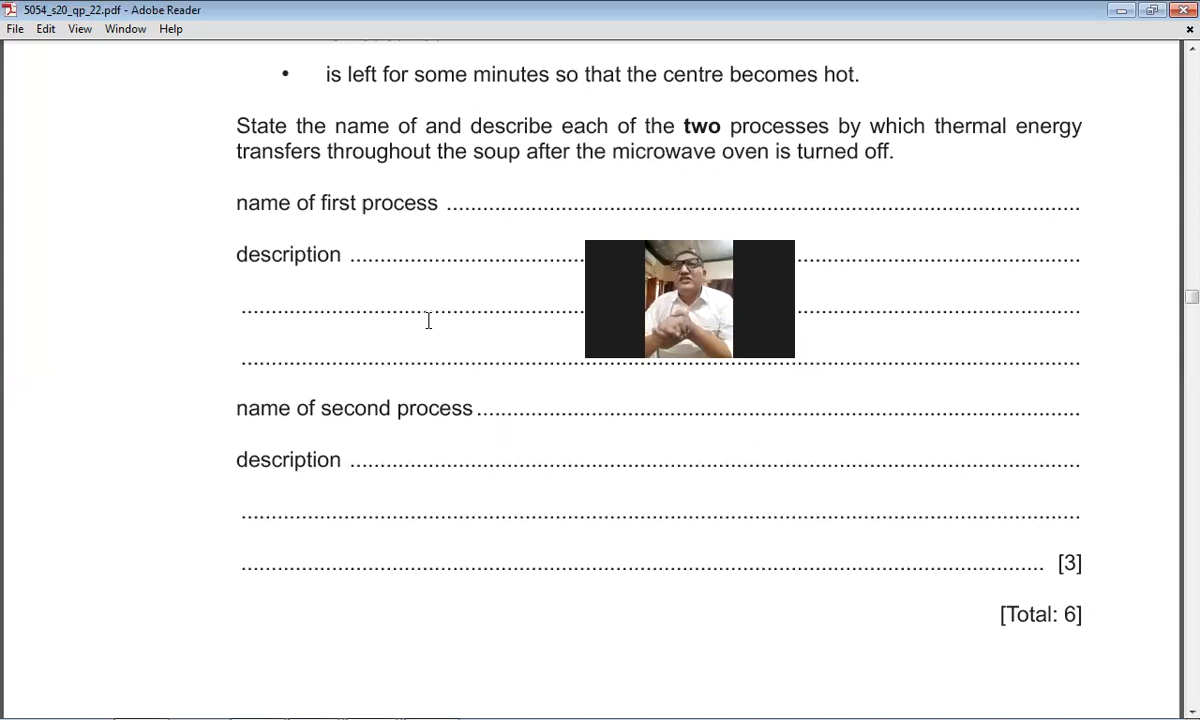 5054_s20_qp_22.pdf - Adobe Reader
File Edit View Window Help
• is left for some minutes so that the centre becomes hot.
State the name of and describe each of the two processes by which thermal energy
transfers throughout the soup after the microwave oven is turned off.
name of first process ..........................................................................................................
description ..........................................................................................................................
............................................................................................................................................
............................................................................................................................................
name of second process.....................................................................................................
description ..........................................................................................................................
............................................................................................................................................
...................................................................................................................................... [3]
[Total: 6]